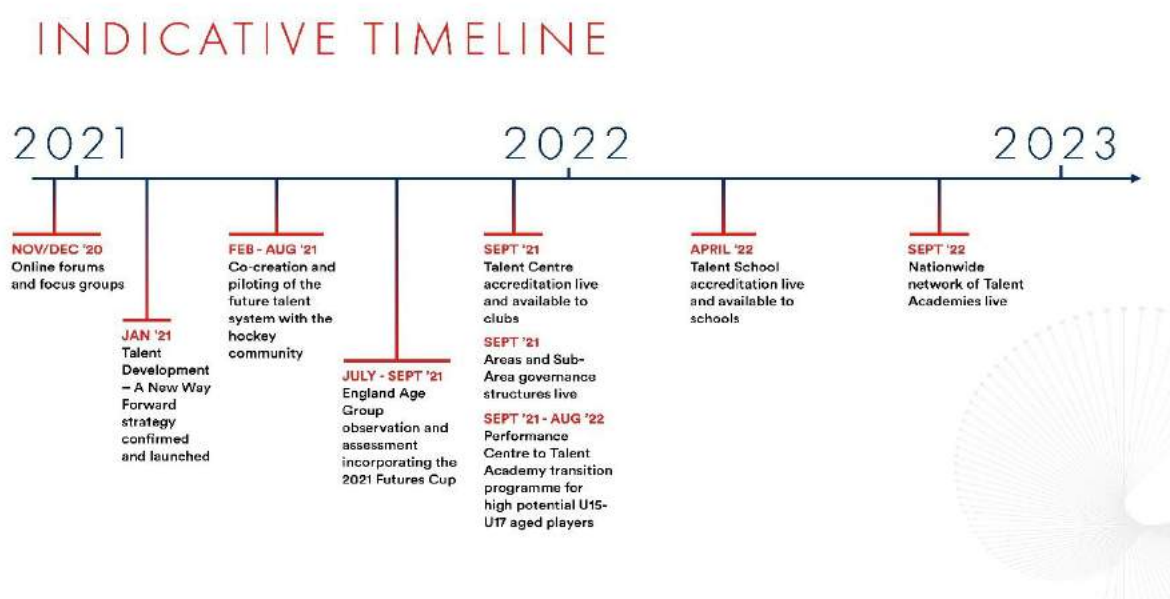 INDICATIVE TIMELINE
2021
2022
2023
NOV/DEC '20
Online forums
and focus groups
JAN '21
Talent
Development
– A New Way
Forward
strategy
confirmed
and launched
FEB - AUG '21
Co-creation and
piloting of the
future talent
system with the
hockey
community
JULY - SEPT '21
England Age
Group
observation and
assessment
incorporating the
2021 Futures Cup
SEPT '21
Talent Centre
accreditation live
and available to
clubs
SEPT '21
Areas and Sub-
Area governance
structures live
SEPT '21 - AUG '22
Performance
Centre to Talent
Academy transition
programme for
high potential U15-
U17 aged players
APRIL '22
Talent School
accreditation live
and available to
schools
SEPT '22
Nationwide
network of Talent
Academies live